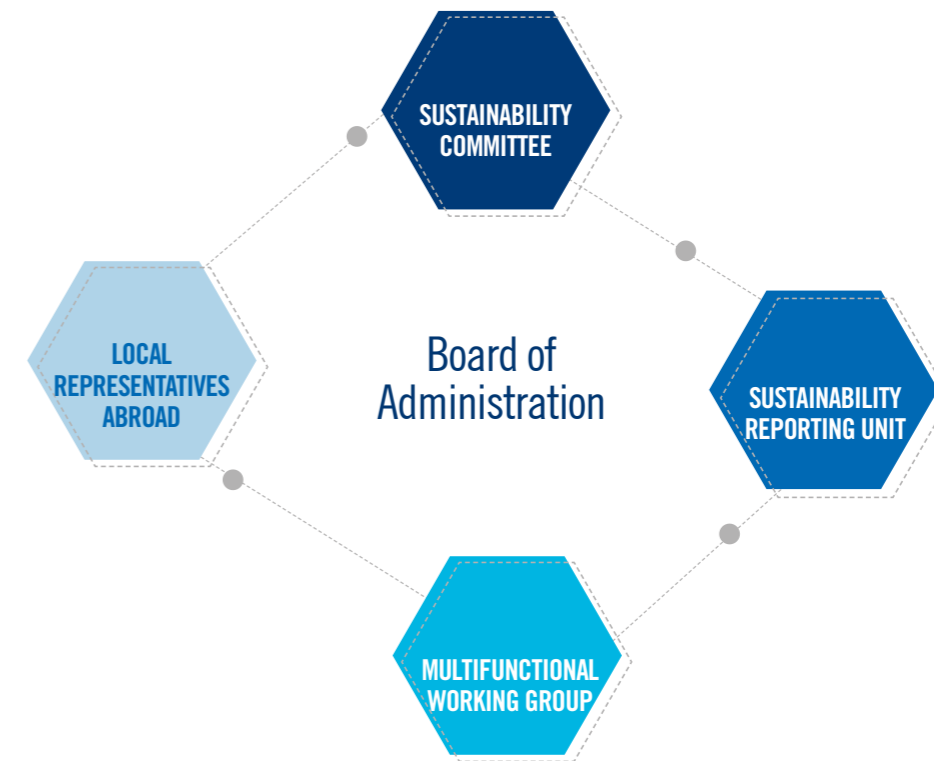 SUSTAINABILITY
COMMITTEE
LOCAL
REPRESENTATIVES
ABROAD
Board of
Administration
SUSTAINABILITY
REPORTING UNIT
MULTIFUNCTIONAL
WORKING GROUP